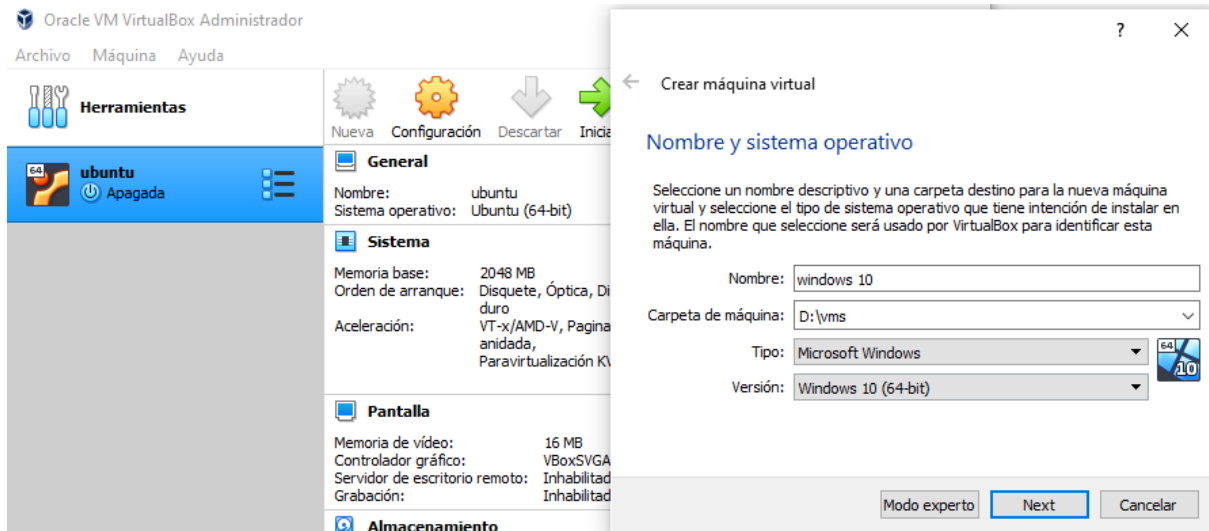 Oracle VM VirtualBox Administrador
Archivo Máquina Ayuda
Herramientas
64
ubuntu
Apagada
Nueva Configuración Descartar
General
Nombre: ubuntu
Sistema operativo: Ubuntu (64-bit)
Sistema
Memoria base: 2048 MB
Orden de arranque: Disquete, Óptica,
duro
Aceleración: VT-x/AMD-V,
anidada,
Paravirtualización
Pantalla
Memoria de vídeo: 16 MB
Controlador gráfico: VBoxSVGA
Servidor de escritorio remoto:
Grabación:
Almacenamiento
?
Crear máquina virtual
Nombre y sistema operativo
Seleccione un nombre descriptivo y una carpeta destino para la nueva máquina
virtual y seleccione el tipo de sistema operativo que tiene intención de instalar en
ella. El nombre que seleccione será usado por VirtualBox para identificar esta
máquina.
Nombre: windows 10
Carpeta de máquina: D:\vms
Tipo: Microsoft Windows
64
10
Versión: Windows 10 (64-bit)
Modo experto Next Cancelar